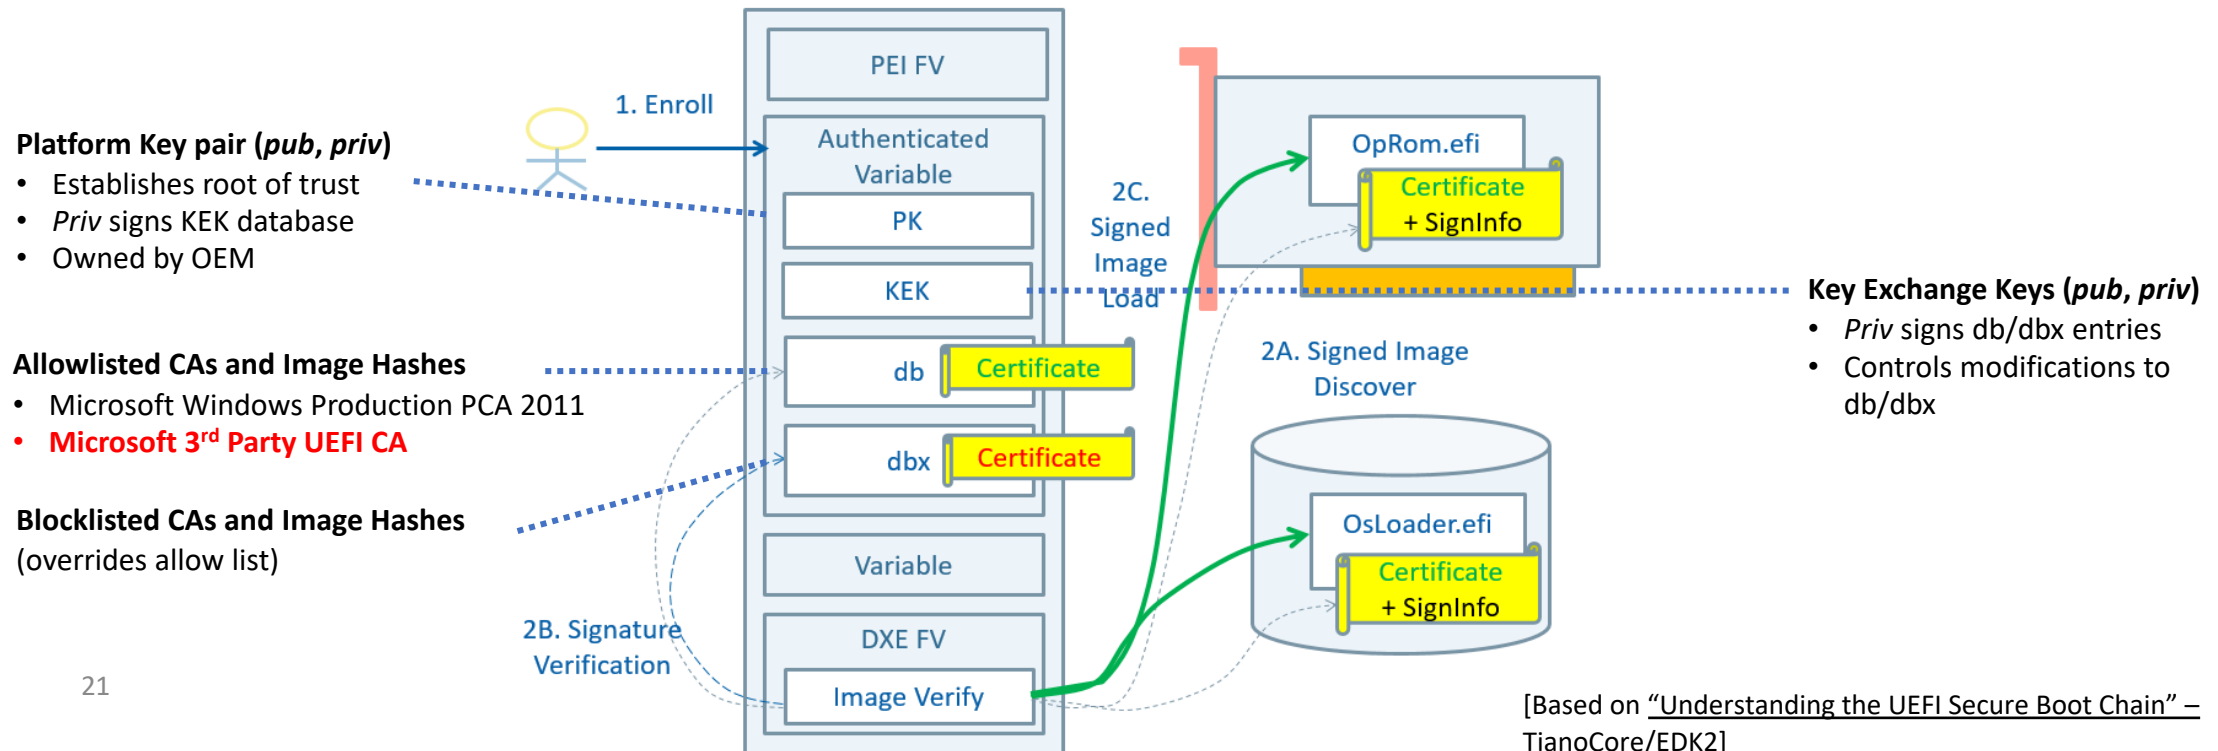 Platform Key pair (pub, priv)
• Establishes root of trust
• Priv signs KEK database
• Owned by OEM
Allowlisted CAs and Image Hashes
• Microsoft Windows Production PCA 2011
• Microsoft 3rd Party UEFI CA
Blocklisted CAs and Image Hashes
(overrides allow list)
21
1. Enroll
2B. Signature
Verification
PEI FV
Authenticated
Variable
PK
KEK
db
Certificate
dbx
Certificate
Variable
DXE FV
Image Verify
2C.
Signed
Image
Load
OpRom.efi
Certificate
+ SignInfo
2A. Signed Image
Discover
OsLoader.efi
Certificate
+ SignInfo
Key Exchange Keys (pub, priv)
• Priv signs db/dbx entries
• Controls modifications to
db/dbx
[Based on “Understanding the UEFI Secure Boot Chain” –
TianoCore/EDK2]